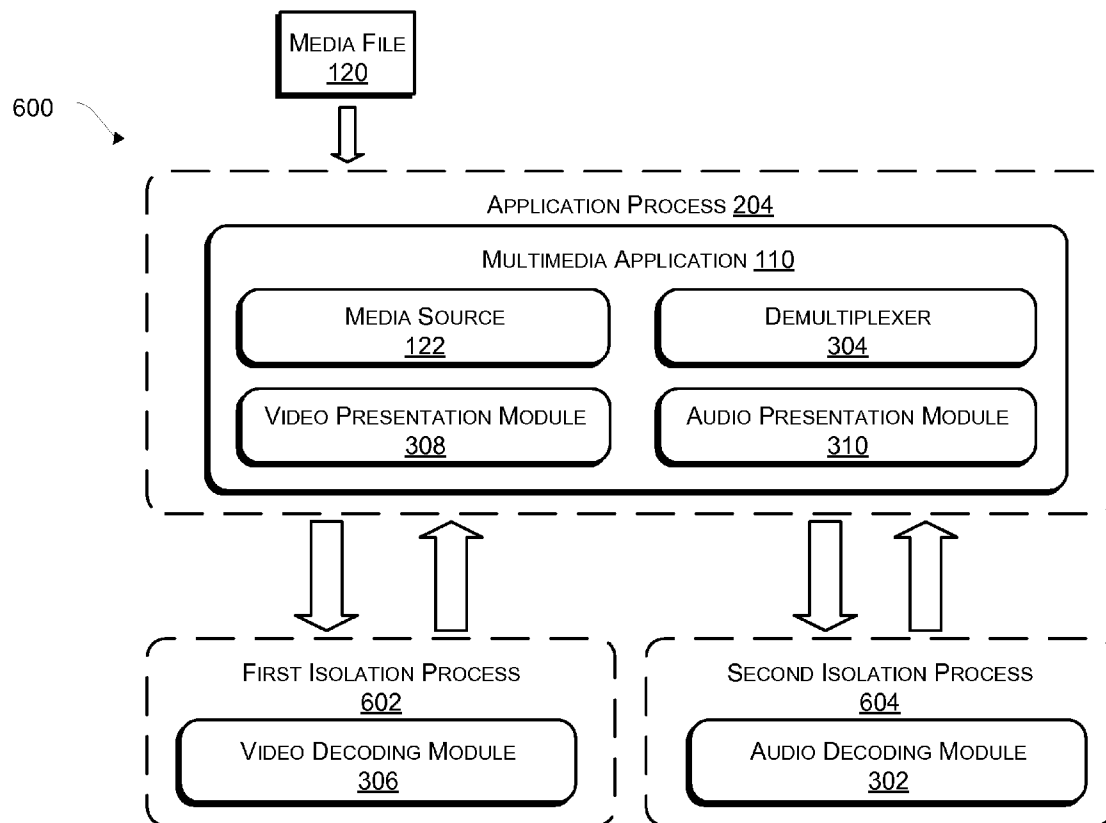 MEDIA FILE
120
600
APPLICATION PROCESS 204
MULTIMEDIA APPLICATION 110
MEDIA SOURCE
122
DEMULTIPLEXER
304
VIDEO PRESENTATION MODULE
308
AUDIO PRESENTATION MODULE
310
FIRST ISOLATION PROCESS
602
VIDEO DECODING MODULE
306
SECOND ISOLATION PROCESS
604
AUDIO DECODING MODULE
302